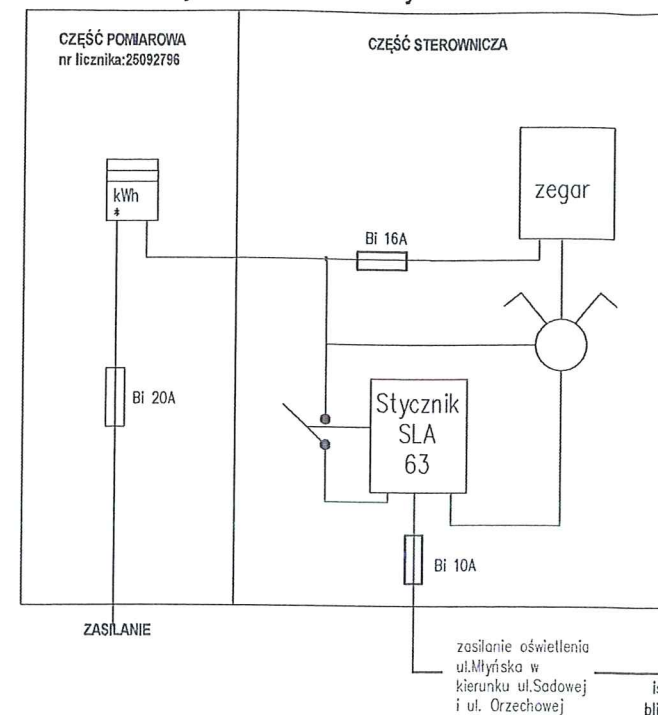 CZĘŚĆ POMIAROWA
nr licznika:25092796
CZĘŚĆ STEROWNICZA
kWh
*
zegar
Bi 16A
Bi 20A
Stycznik
SLA
63
Bi 10A
ZASILANIE
zasilanie oświetlenia
ul.Młyńska w
kierunku ul.Sadowej
i ul. Orzechowej